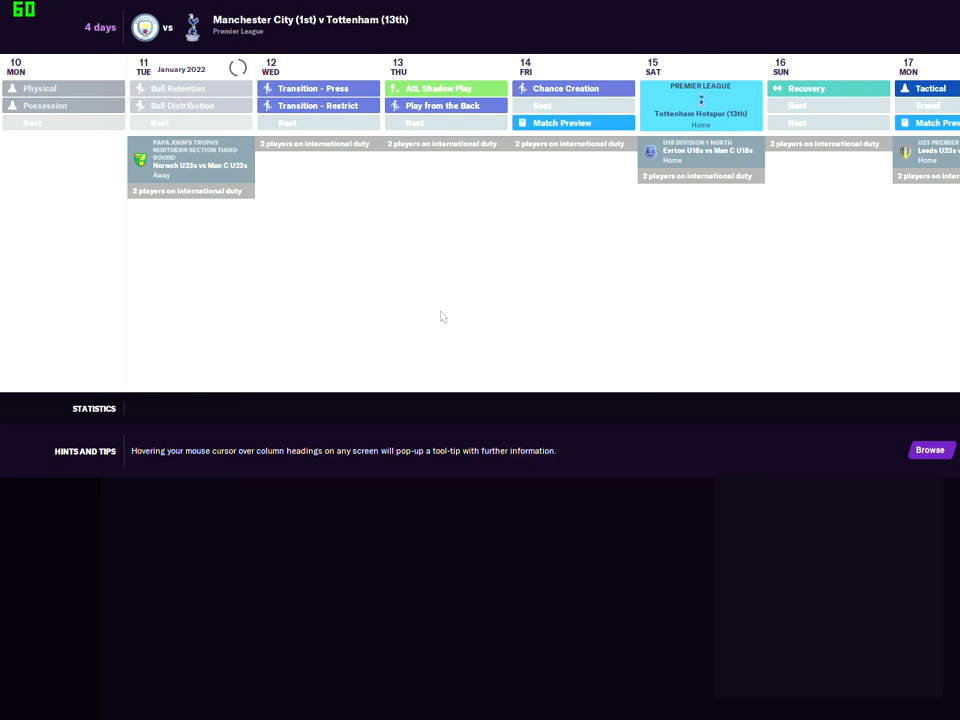 60
4 days
vs
Manchester City (1st) v Tottenham (13th)
Premier League
10
MON
11
TUE January 2022
12
WED
13
THU
14
FRI
15
SAT
16
SUN
17
MON
Physical
Possession
Rest
Ball Retention
Ball Distribution
Rest
Transition - Press
Transition - Restrict
Rest
Att. Shadow Play
Play from the Back
Rest
Chance Creation
Rest
Match Preview
PREMIER LEAGUE
Tottenham Hotspur (13th)
Home
Recovery
Rest
Rest
Tactical
Travel
Match Prev
PAPA JOHN'S TROPHY
NORTHERN SECTION THIRD
ROUND
Norwch U23s vs Man C U23s
Away
2 players on international duty
2 players on international duty
2 players on international duty
2 players on international duty
U18 DIVISION 1 NORTH
Evrton U18s vs Man C U18s
Home
2 players on international duty
2 players on international duty
U23 PREMIER
Leeds U23s v
Home
2 players on inter
STATISTICS
HINTS AND TIPS
Hovering your mouse cursor over column headings on any screen will pop-up a tool-tip with further information.
Browse